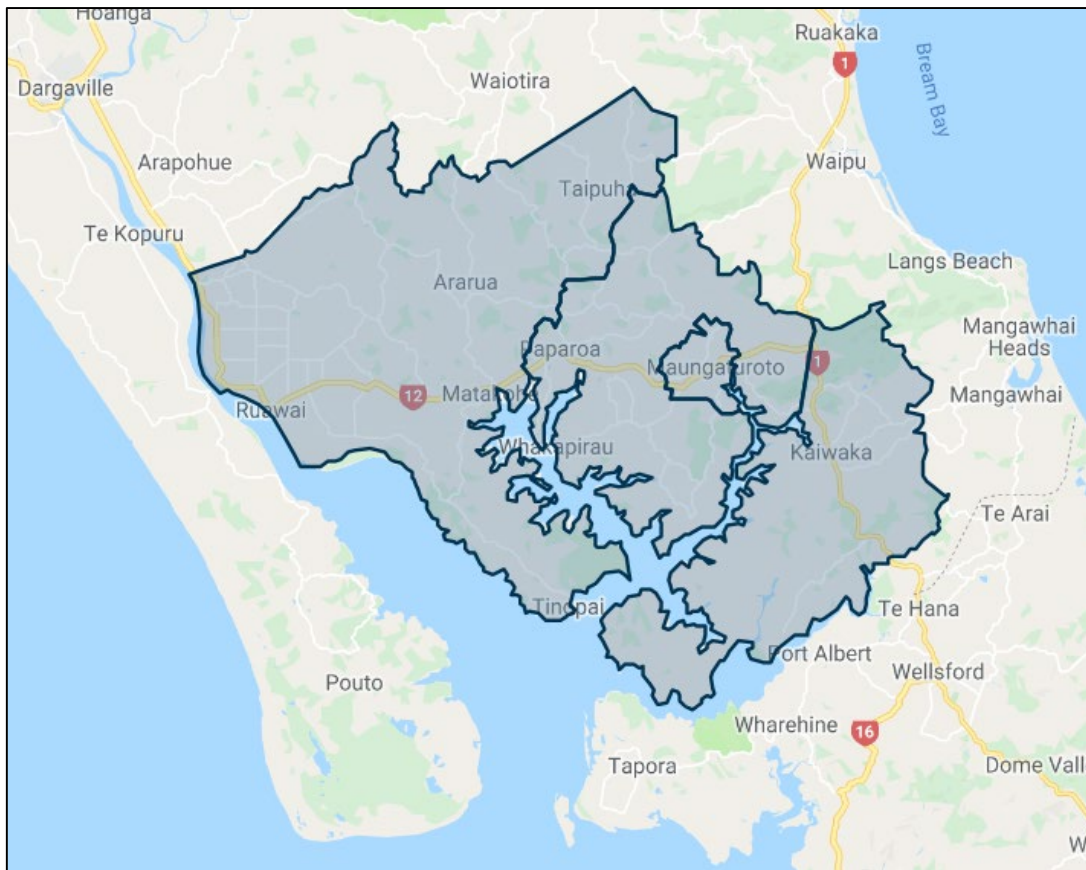 Hoanga
Ruakaka
Dargaville
Waiotira
1
Bream Bay
Arapohue
Waipu
Taipuha
Te Kopuru
Langs Beach
Ararua
Mangawhai
Heads
Paparoa
Maungaturoto
1
Mangawhai
12
Matakohe
Ruawai
Whakapirau
Kaiwaka
Te Arai
Tinopai
Te Hana
Port Albert
Wellsford
Pouto
Wharehine
16
Tapora
Dome Vall
W